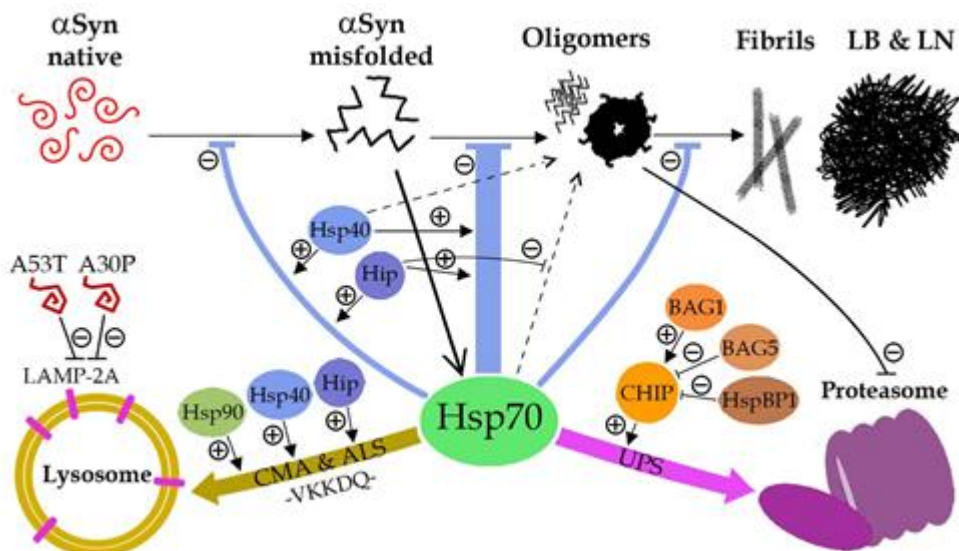 αSyn
native
αSyn
misfolded
Oligomers
Fibrils
LB & LN
⊖
⊖
⊖
Hsp40
⊕
⊕
Hip
⊕
⊕
⊖
A53T A30P
⊖ ⊖
LAMP-2A
Lysosome
Hsp90
Hsp40
Hip
⊕
⊕
⊕
CMA & ALS
-VKKDQ-
Hsp70
BAG1
BAG5
HspBP1
CHIP
⊕
⊖
⊖
⊕
UPS
⊖
Proteasome